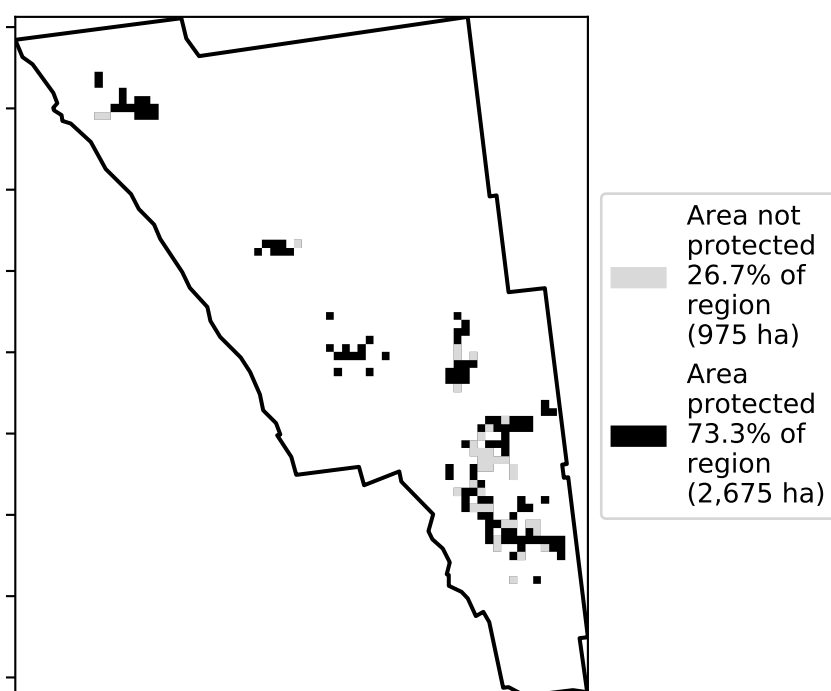 Area not
protected
26.7% of
region
(975 ha)
Area
protected
73.3% of
region
(2,675 ha)